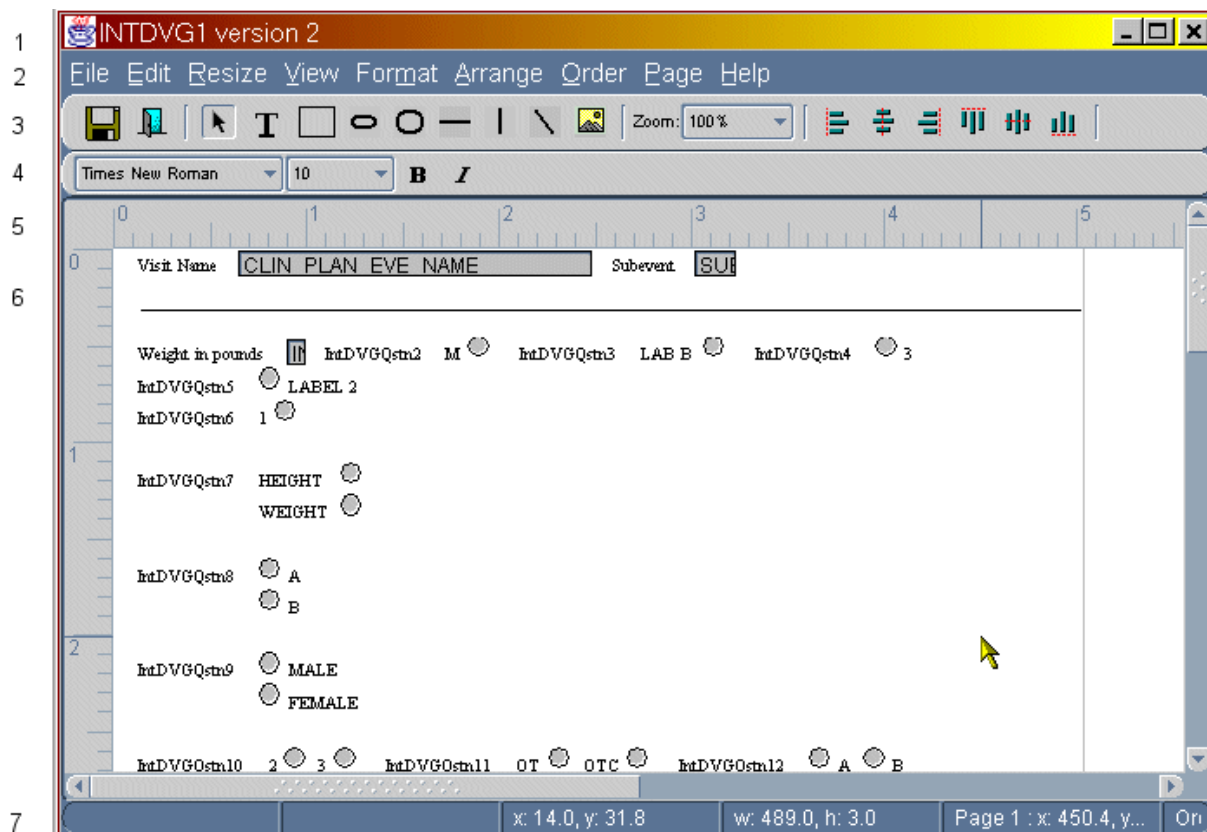 1 INTDVG1 version 2
2 File Edit Resize View Format Arrange Order Page Help
3 T Zoom: 100%
4 Times New Roman 10 B I
5 0 1 2 3 4 5
0 Visit Name CLIN_PLAN_EVE_NAME Subevent
6
Weight in pounds IntDVGQstn2 M IntDVGQstn3 LAB B IntDVGQstn4 3
IntDVGQstn5 LABEL 2
IntDVGQstn6 1
1
IntDVGQstn7 HEIGHT
WEIGHT
IntDVGQstn8 A
B
2
IntDVGQstn9 MALE
FEMALE
IntDVGQstn10 2 3 IntDVGQstn11 OT OTC IntDVGQstn12 A B
7 x: 14.0, y: 31.8 w: 489.0, h: 3.0 Page 1 : x: 450.4, y... On